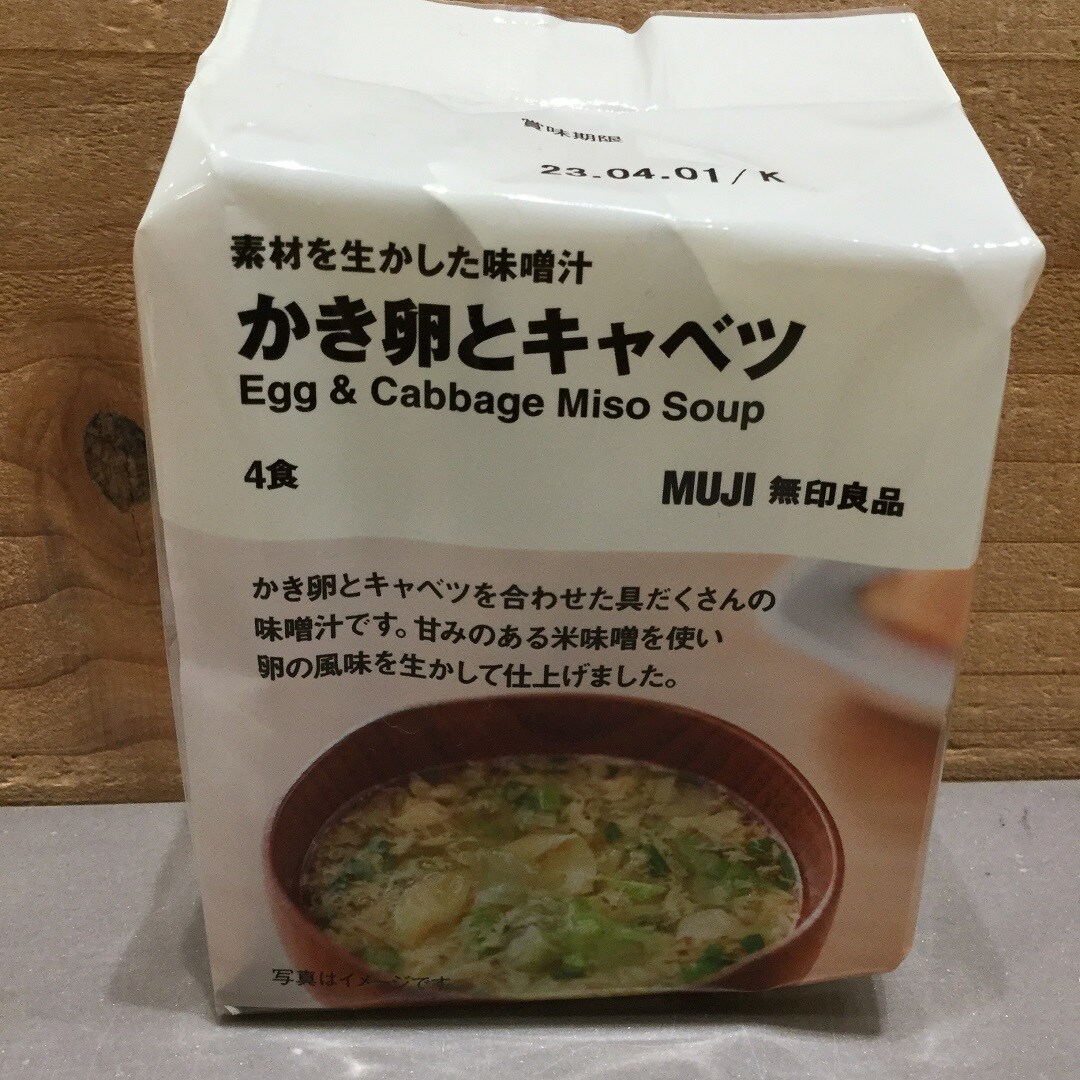 賞味期限
23.04.01/K
素材を生かした味噌汁
かき卵とキャベツ
Egg & Cabbage Miso Soup
4食
MUJI 無印良品
かき卵とキャベツを合わせた具だくさんの
味噌汁です。甘みのある米味噌を使い
卵の風味を生かして仕上げました。
写真はイメージです